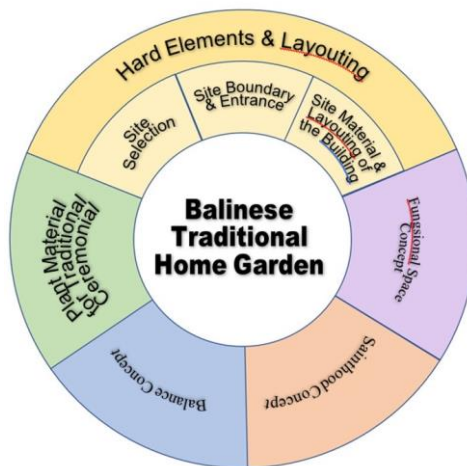 Hard Elements & Layouting
Site
Selection
Site Boundary
& Entrance
Site Material &
Layouting of
the Building
Balinese
Traditional
Home Garden
Plant Material
for Traditional/
Ceremonial
Fungsional Space
Concept
Balance Concept
Sainthood Concept